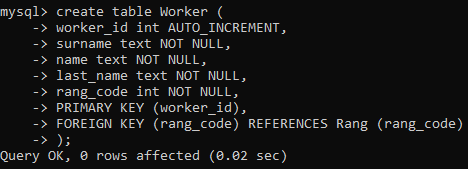 mysql> create table Worker (
    -> worker_id int AUTO_INCREMENT,
    -> surname text NOT NULL,
    -> name text NOT NULL,
    -> last_name text NOT NULL,
    -> rang_code int NOT NULL,
    -> PRIMARY KEY (worker_id),
    -> FOREIGN KEY (rang_code) REFERENCES Rang (rang_code)
    -> );
Query OK, 0 rows affected (0.02 sec)